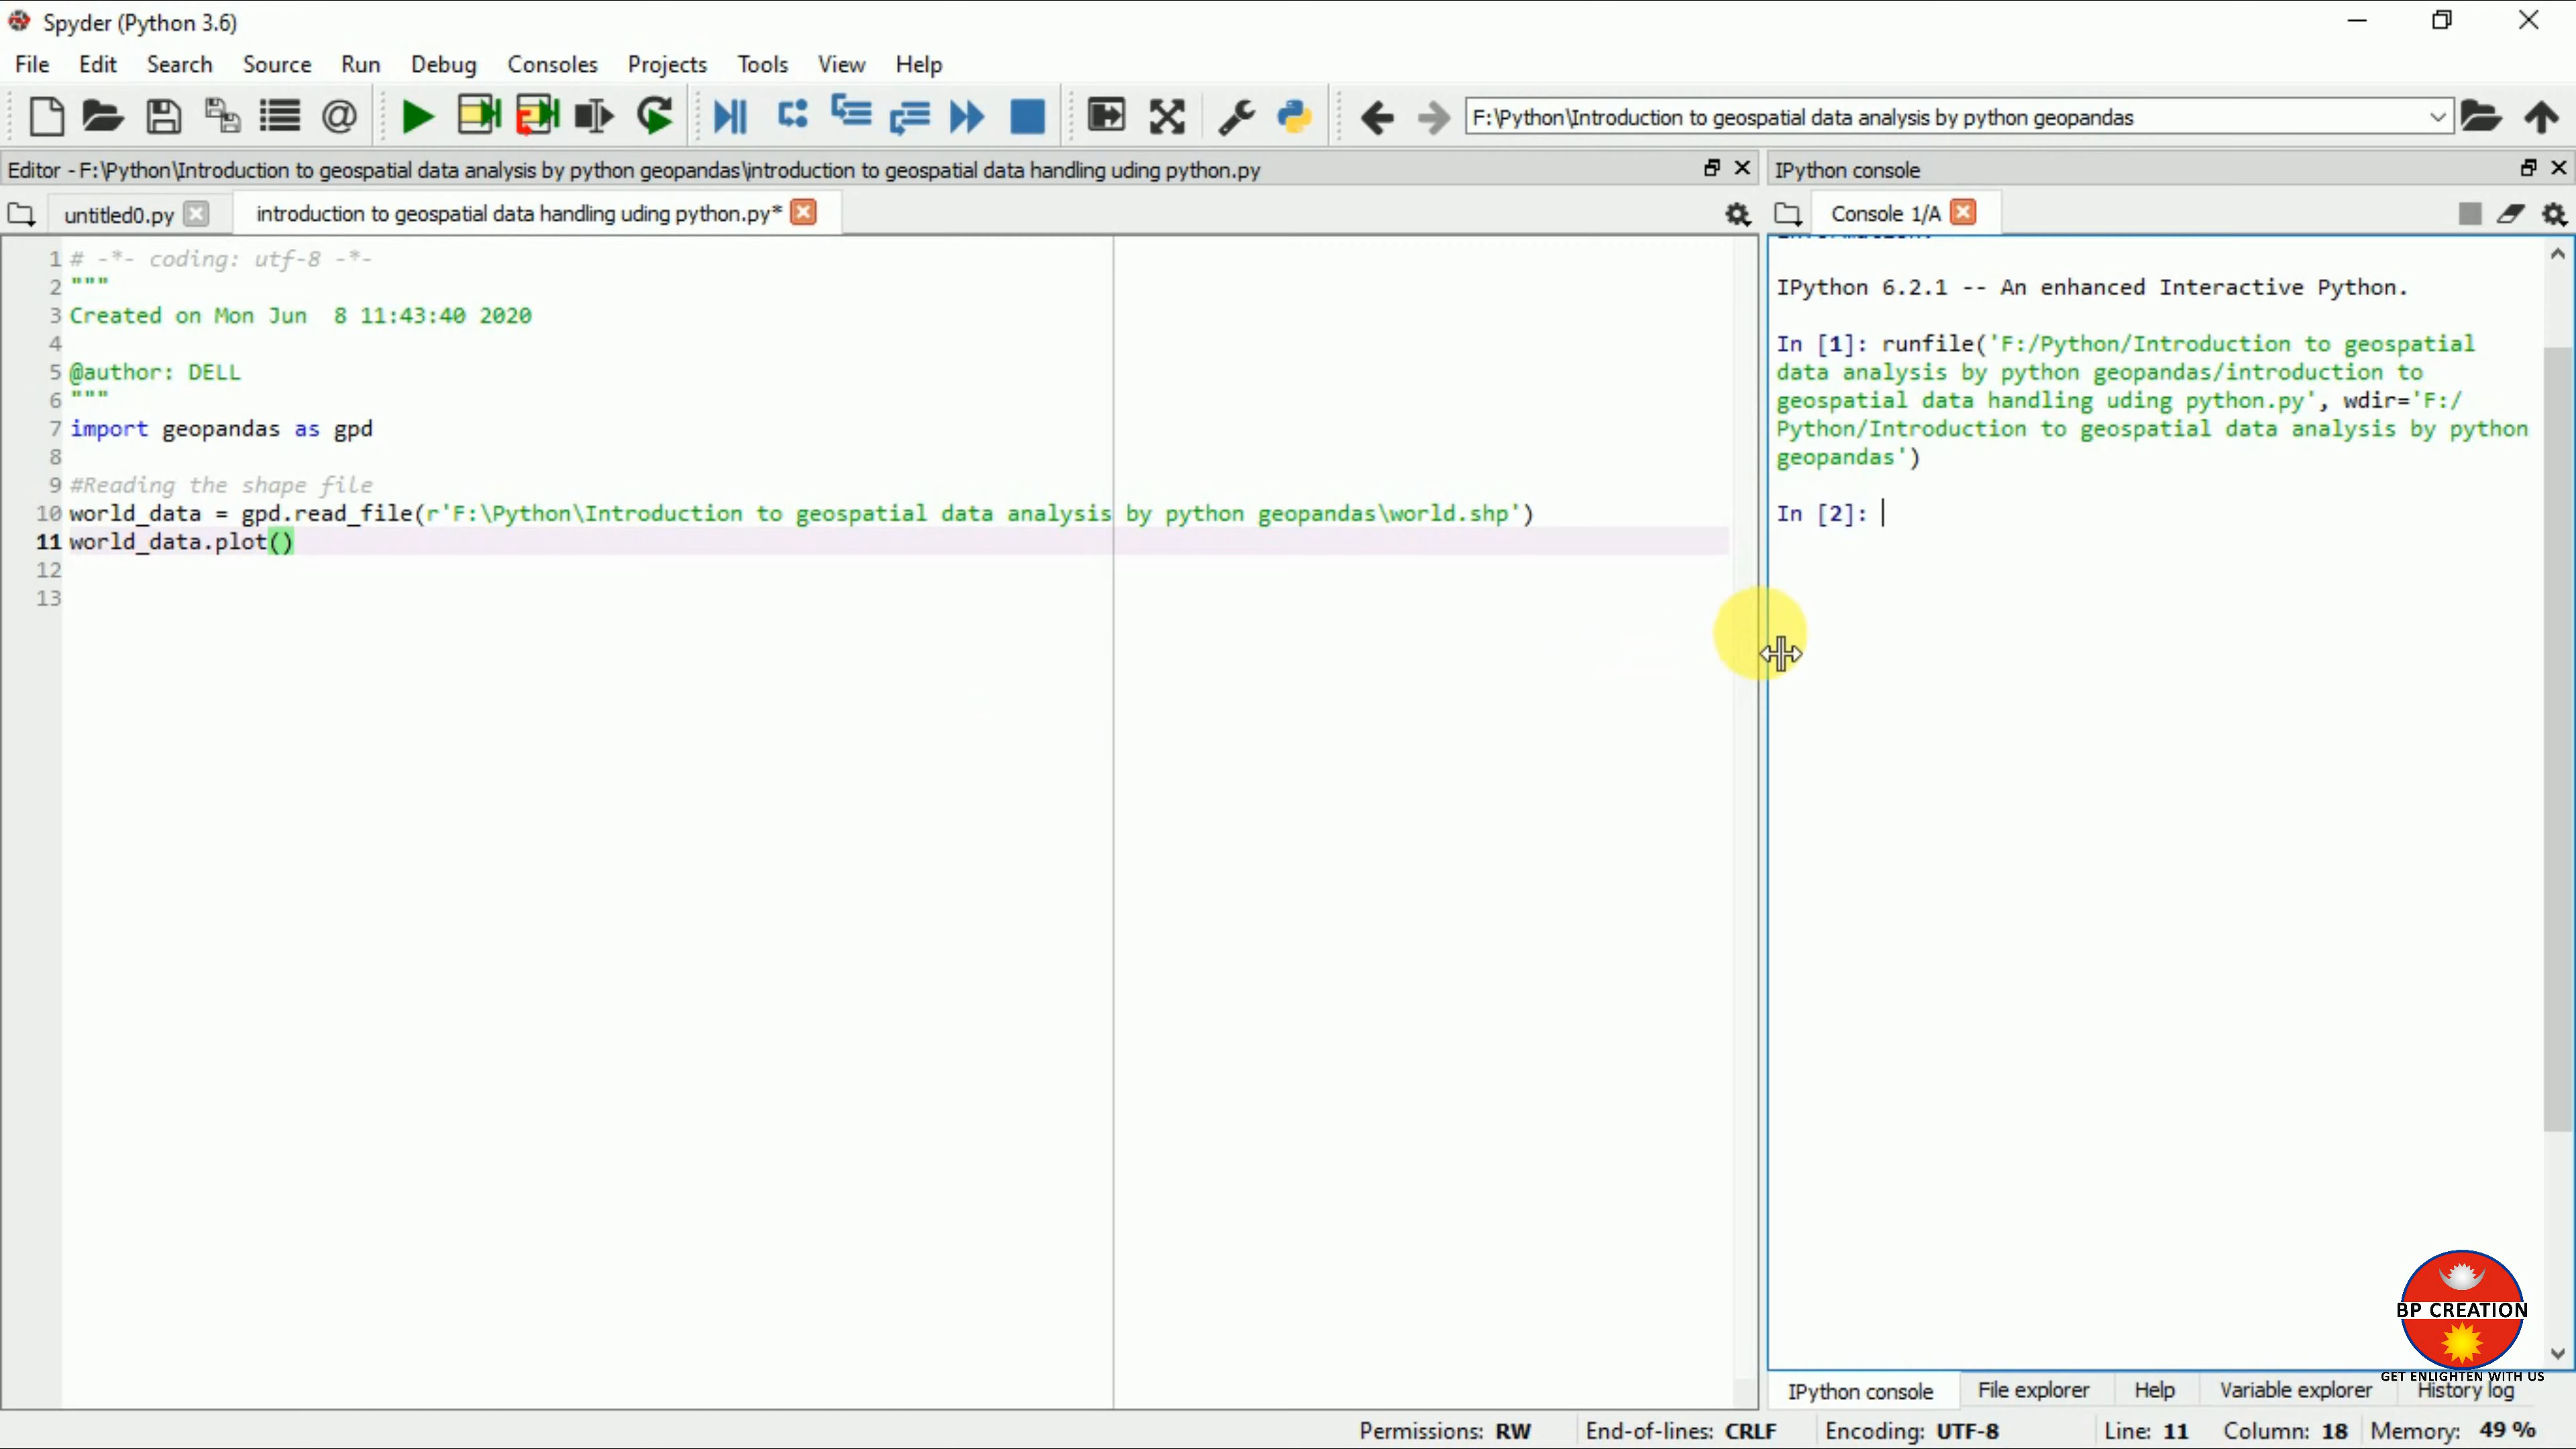 Spyder (Python 3.6)
File Edit Search Source Run Debug Consoles Projects Tools View Help
F:\Python\Introduction to geospatial data analysis by python geopandas
Editor - F:\Python\Introduction to geospatial data analysis by python geopandas\introduction to geospatial data handling uding python.py
IPython console
untitled0.py introduction to geospatial data handling uding python.py*
Console 1/A
1 # -*- coding: utf-8 -*-
2 """
3 Created on Mon Jun  8 11:43:40 2020
4
5 @author: DELL
6 """
7 import geopandas as gpd
8
9 #Reading the shape file
10 world_data = gpd.read_file(r'F:\Python\Introduction to geospatial data analysis by python geopandas\world.shp')
11 world_data.plot()
12
13
IPython 6.2.1 -- An enhanced Interactive Python.
In [1]: runfile('F:/Python/Introduction to geospatial
data analysis by python geopandas/introduction to
geospatial data handling uding python.py', wdir='F:/
Python/Introduction to geospatial data analysis by python
geopandas')
In [2]:
BP CREATION
GET ENLIGHTEN WITH US
IPython console File explorer Help Variable explorer History log
Permissions: RW End-of-lines: CRLF Encoding: UTF-8 Line: 11 Column: 18 Memory: 49 %